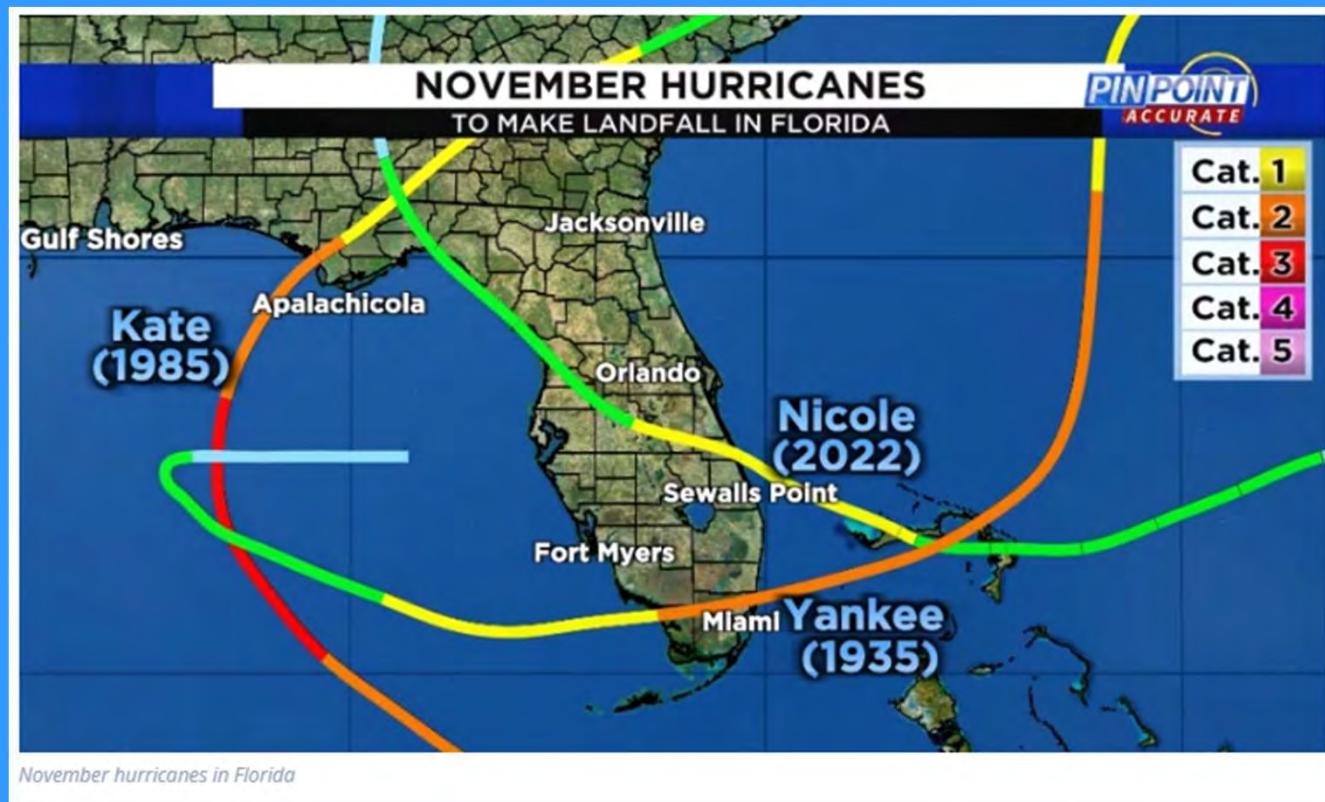 NOVEMBER HURRICANES
TO MAKE LANDFALL IN FLORIDA
PINPOINT
ACCURATE
Cat. 1
Cat. 2
Cat. 3
Cat. 4
Cat. 5
Gulf Shores
Jacksonville
Apalachicola
Kate
(1985)
Orlando
Nicole
(2022)
Sewalls Point
Fort Myers
Miami
Yankee
(1935)
November hurricanes in Florida